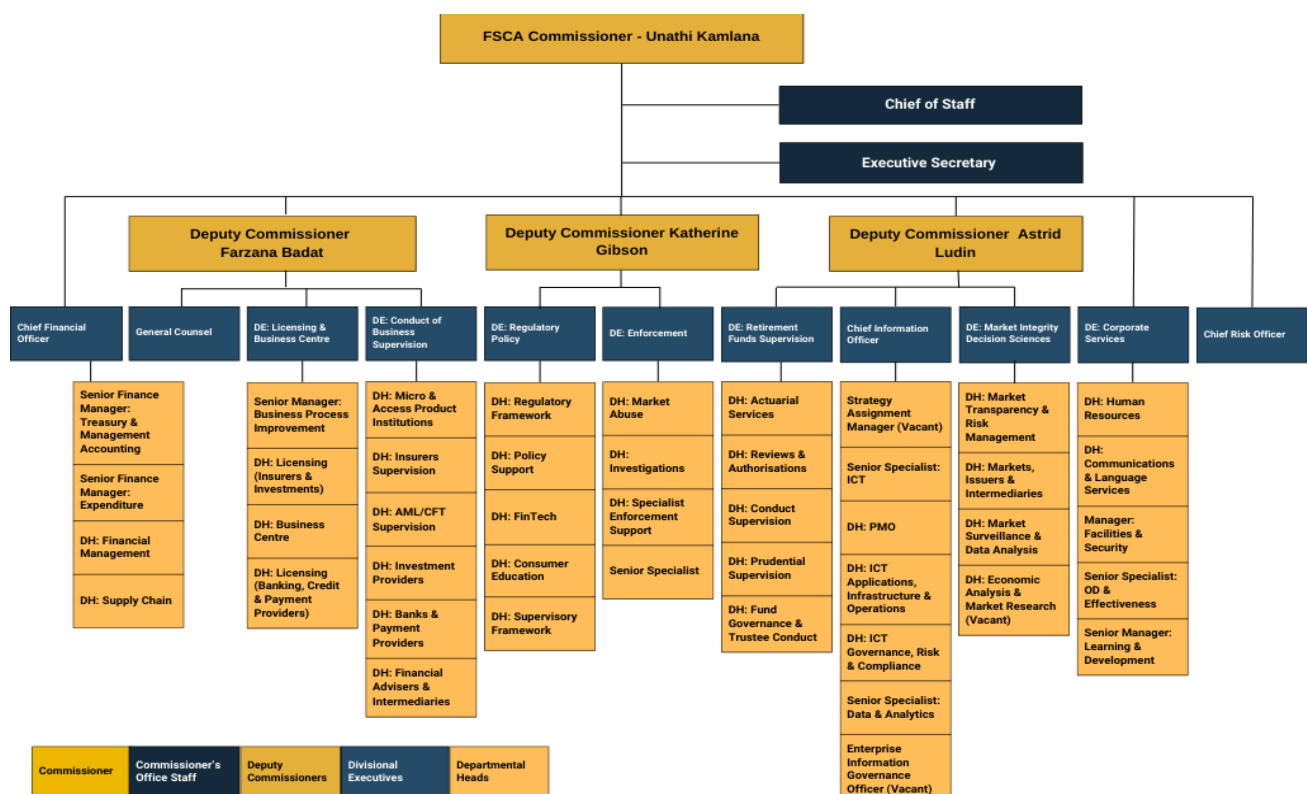 FSCA Commissioner - Unathi Kamlana
Chief of Staff
Executive Secretary
Deputy Commissioner
Farzana Badat
Deputy Commissioner Katherine
Gibson
Deputy Commissioner Astrid
Ludin
Chief Financial
Officer
General Counsel
DE: Licensing &
Business Centre
DE: Conduct of
Business
Supervision
DE: Regulatory
Policy
DE: Enforcement
DE: Retirement
Funds Supervision
Chief Information
Officer
DE: Market Integrity
Decision Sciences
DE: Corporate
Services
Chief Risk Officer
Senior Finance
Manager:
Treasury &
Management
Accounting
Senior Finance
Manager:
Expenditure
DH: Financial
Management
DH: Supply Chain
Senior Manager:
Business Process
Improvement
DH: Licensing
(Insurers &
Investments)
DH: Business
Centre
DH: Licensing
(Banking, Credit
& Payment
Providers)
DH: Micro &
Access Product
Institutions
DH: Insurers
Supervision
DH: AML/CFT
Supervision
DH: Investment
Providers
DH: Banks &
Payment
Providers
DH: Financial
Advisers &
Intermediaries
DH: Regulatory
Framework
DH: Policy
Support
DH: FinTech
DH: Consumer
Education
DH: Supervisory
Framework
DH: Market
Abuse
DH:
Investigations
DH: Specialist
Enforcement
Support
Senior Specialist
DH: Actuarial
Services
DH: Reviews &
Authorisations
DH: Conduct
Supervision
DH: Prudential
Supervision
DH: Fund
Governance &
Trustee Conduct
Strategy
Assignment
Manager (Vacant)
Senior Specialist:
ICT
DH: PMO
DH: ICT
Applications,
Infrastructure &
Operations
DH: ICT
Governance, Risk
& Compliance
Senior Specialist:
Data & Analytics
Enterprise
Information
Governance
Officer (Vacant)
DH: Market
Transparency &
Risk
Management
DH: Markets,
Issuers &
Intermediaries
DH: Market
Surveillance &
Data Analysis
DH: Economic
Analysis &
Market Research
(Vacant)
DH: Human
Resources
DH:
Communications
& Language
Services
Manager:
Facilities &
Security
Senior Specialist:
OD &
Effectiveness
Senior Manager:
Learning &
Development
Commissioner
Commissioner's
Office Staff
Deputy
Commissioners
Divisional
Executives
Departmental
Heads